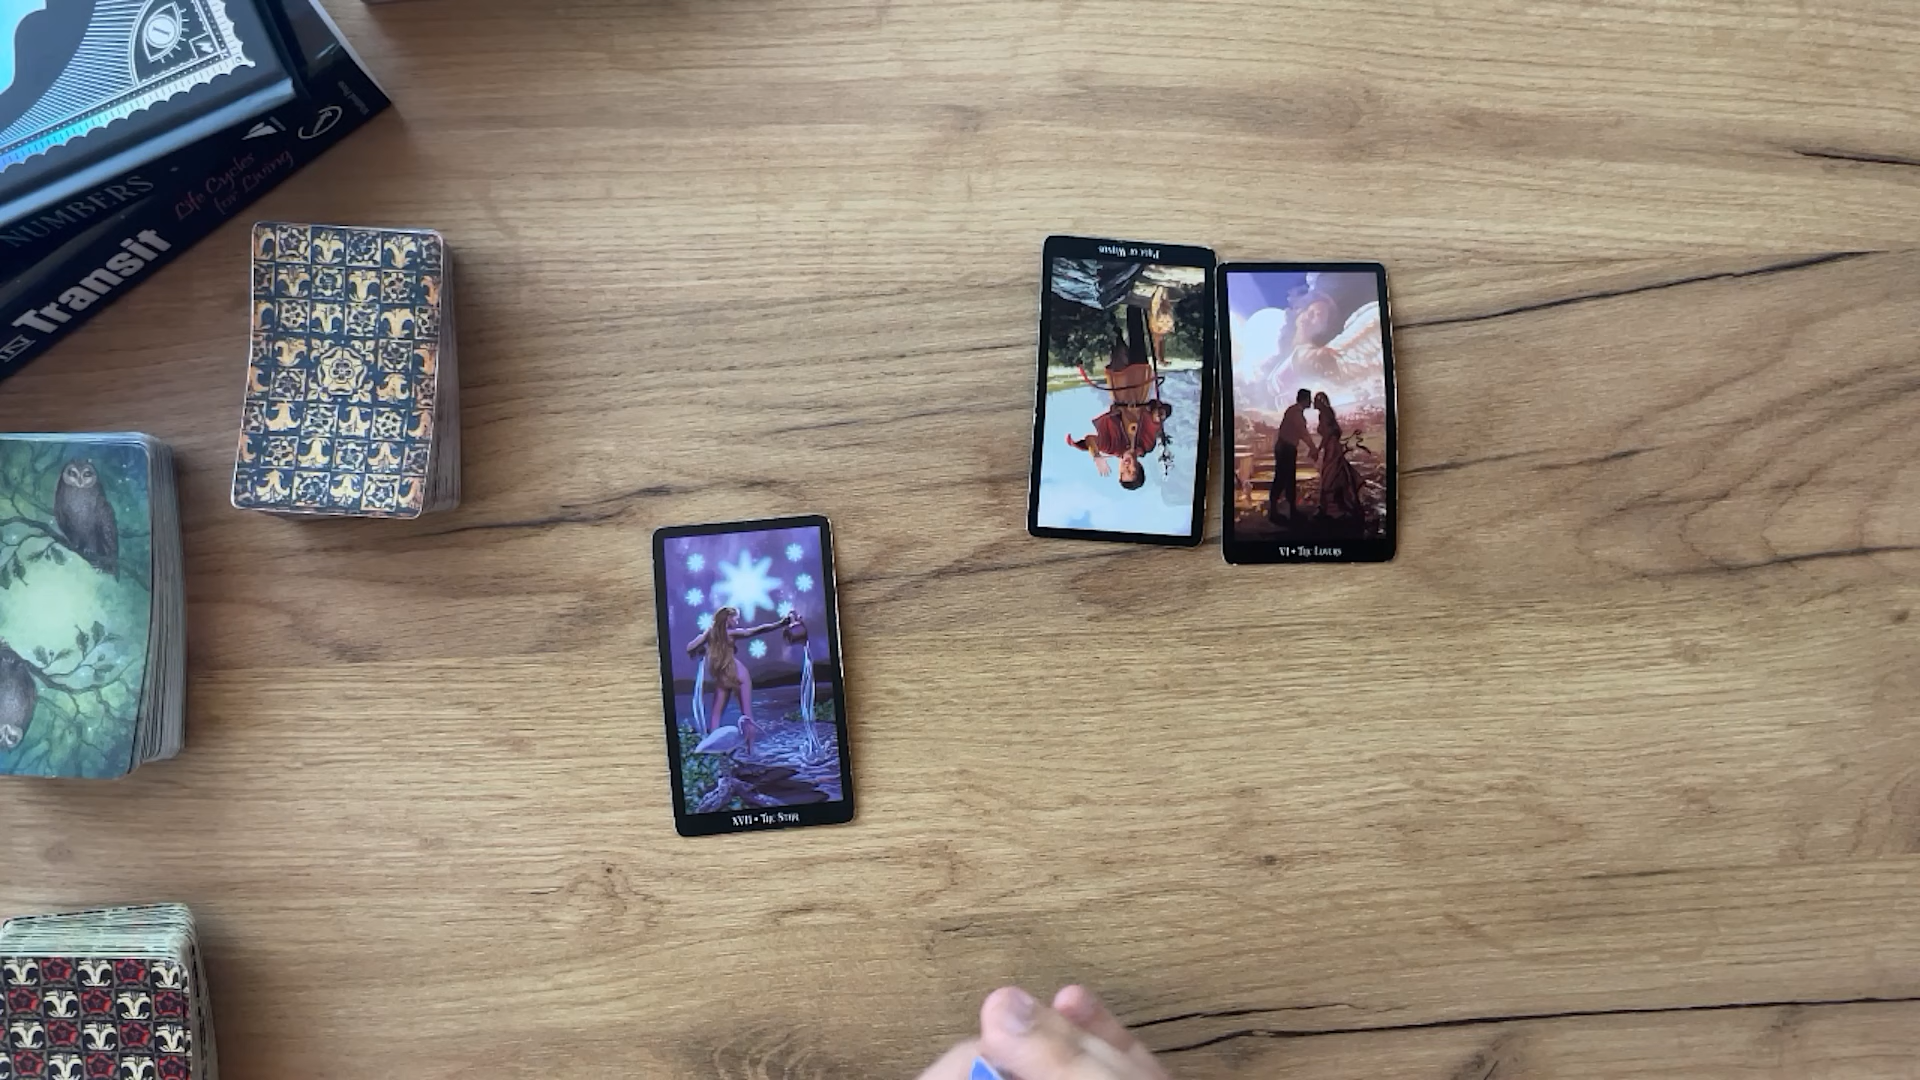 NUMBERS
Life Cycles
for Living
Transit
PAGE OF WANDS
VI • THE LOVERS
XVII • THE STAR